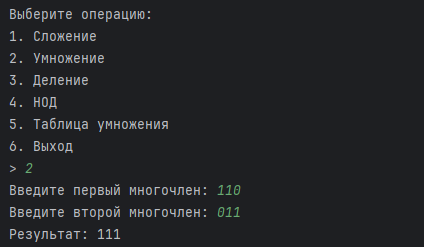 Выберите операцию:
1. Сложение
2. Умножение
3. Деление
4. НОД
5. Таблица умножения
6. Выход
> 2
Введите первый многочлен: 110
Введите второй многочлен: 011
Результат: 111